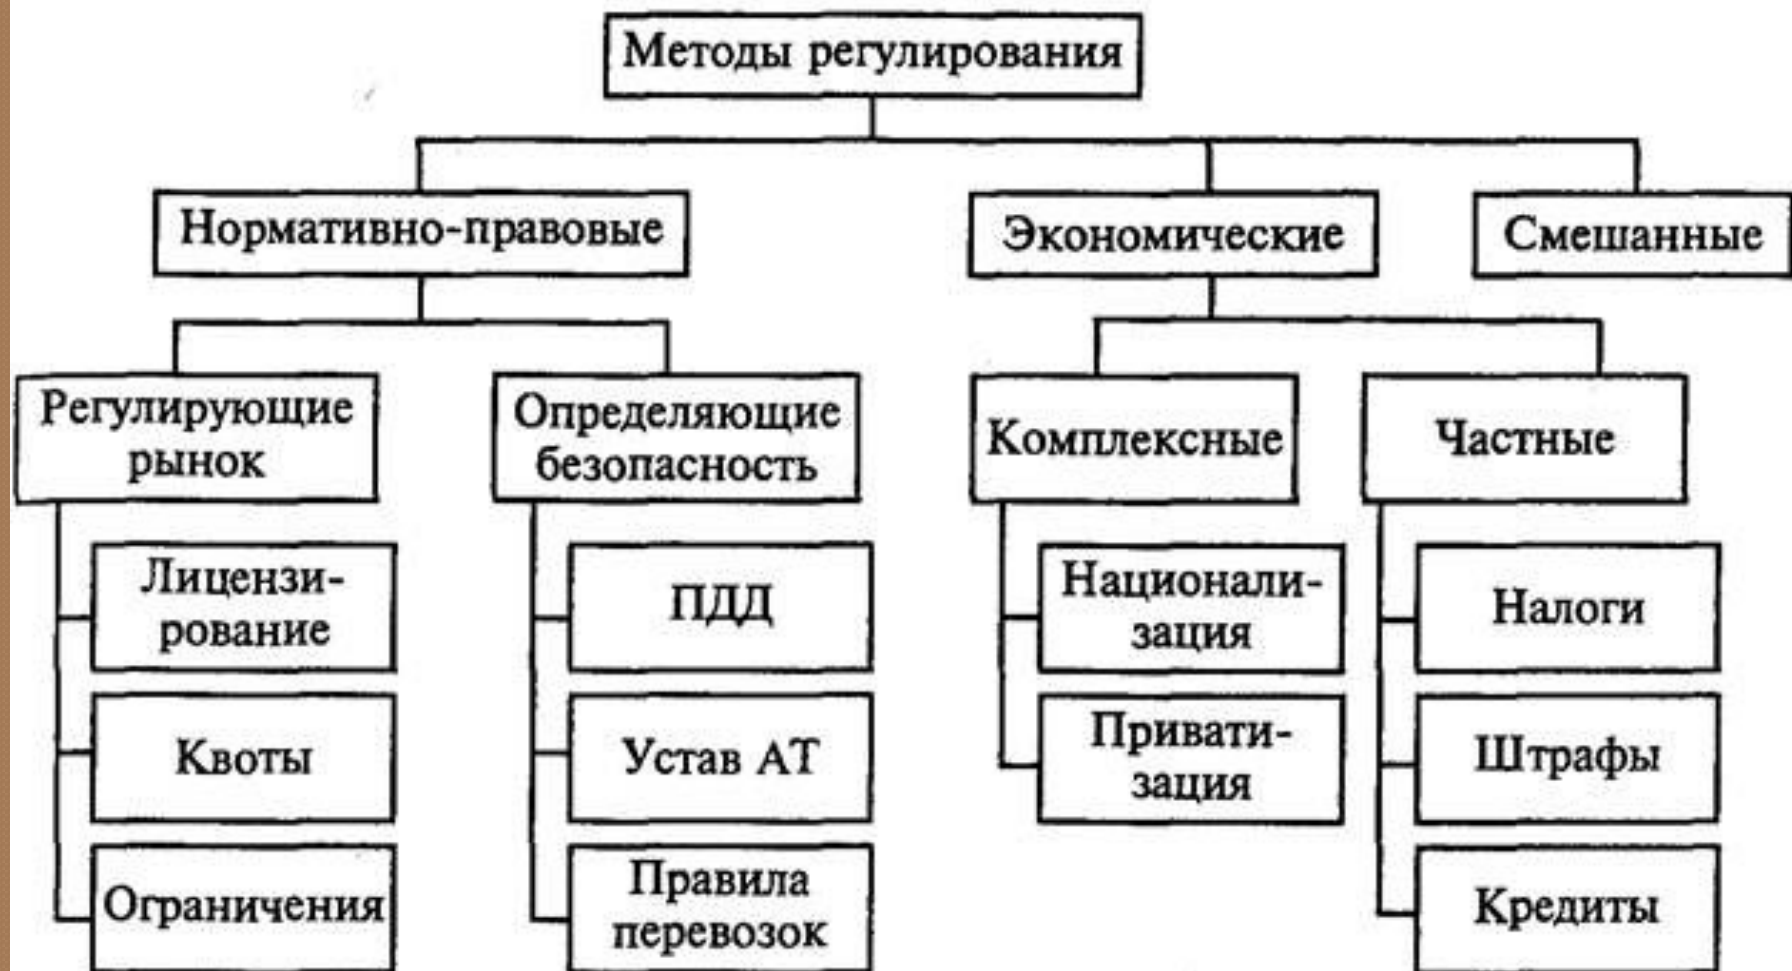 Методы регулирования
Нормативно-правовые
Экономические
Смешанные
Регулирующие
рынок
Определяющие
безопасность
Комплексные
Частные
Лицензи-
рование
Квоты
Ограничения
ПДД
Устав АТ
Правила
перевозок
Национали-
зация
Привати-
зация
Налоги
Штрафы
Кредиты